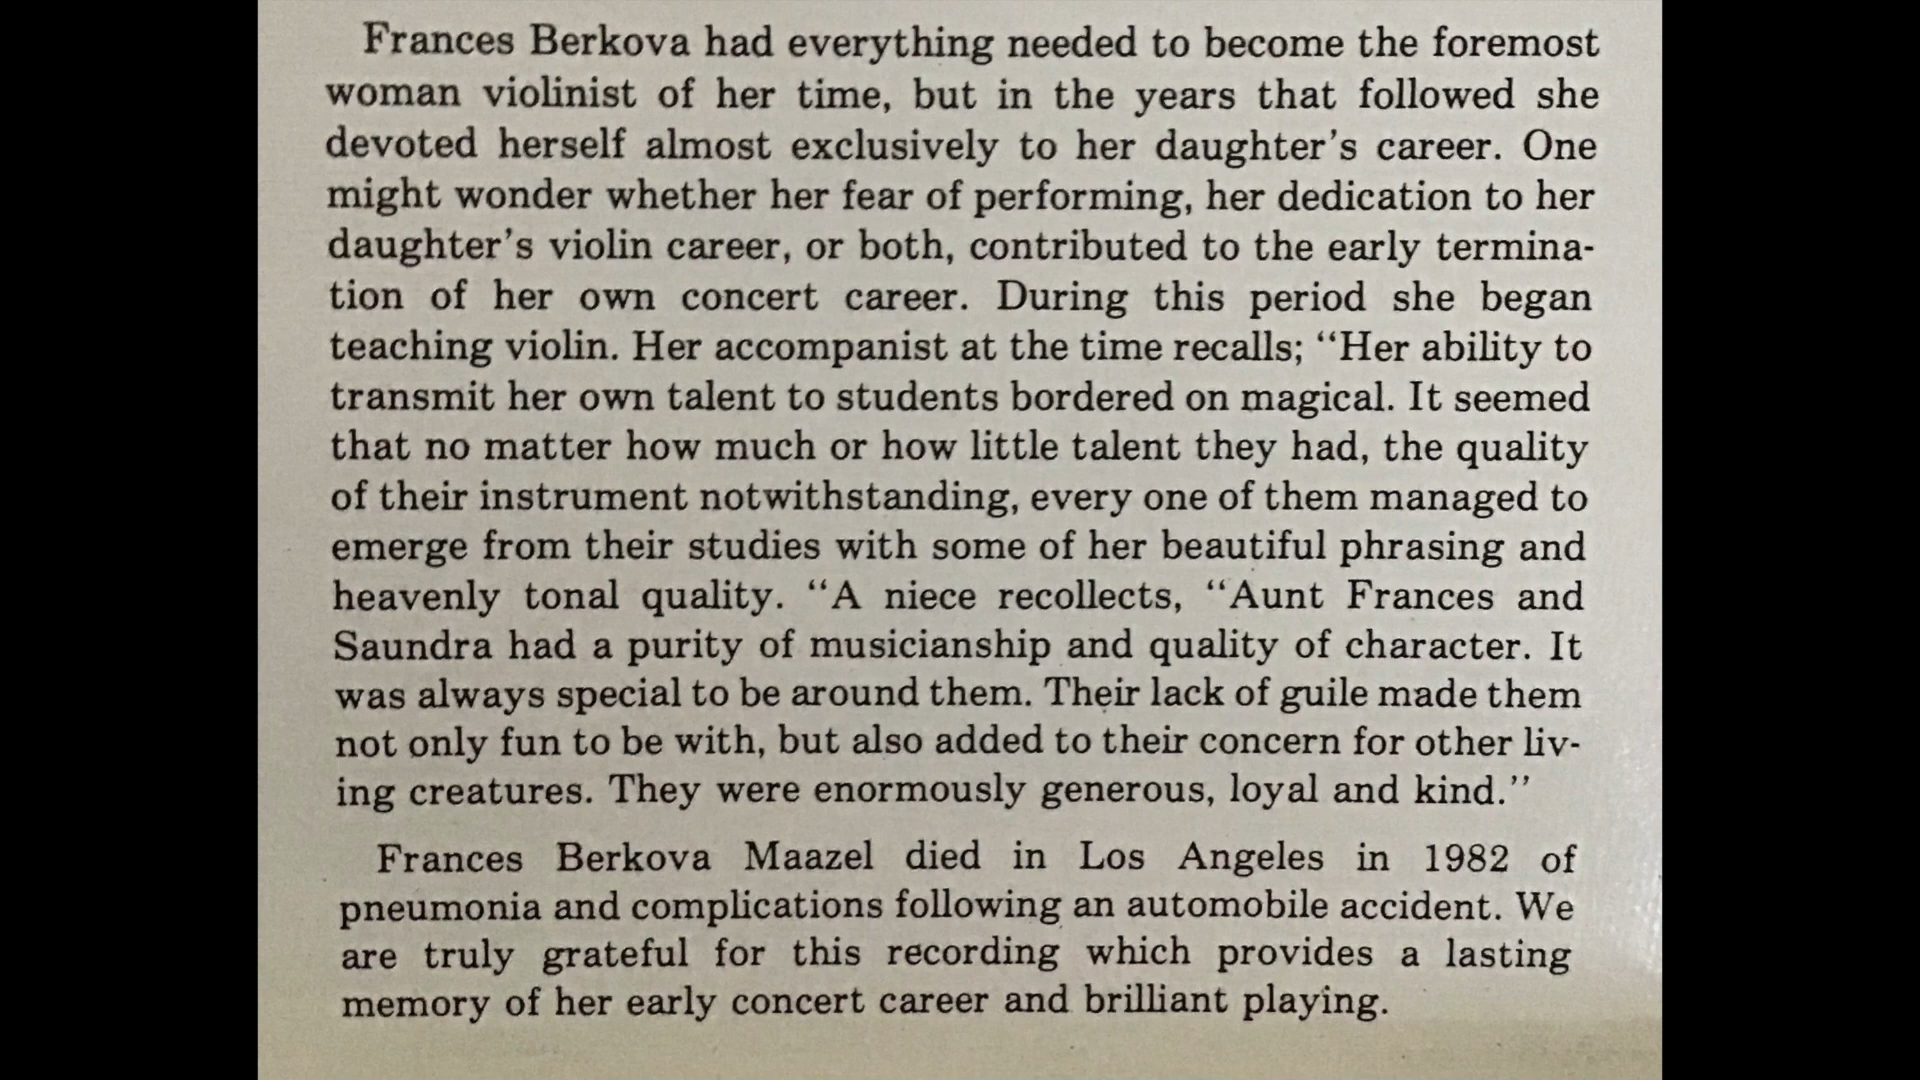 Frances Berkova had everything needed to become the foremost
woman violinist of her time, but in the years that followed she
devoted herself almost exclusively to her daughter’s career. One
might wonder whether her fear of performing, her dedication to her
daughter’s violin career, or both, contributed to the early termina-
tion of her own concert career. During this period she began
teaching violin. Her accompanist at the time recalls; “Her ability to
transmit her own talent to students bordered on magical. It seemed
that no matter how much or how little talent they had, the quality
of their instrument notwithstanding, every one of them managed to
emerge from their studies with some of her beautiful phrasing and
heavenly tonal quality. “A niece recollects, “Aunt Frances and
Saundra had a purity of musicianship and quality of character. It
was always special to be around them. Their lack of guile made them
not only fun to be with, but also added to their concern for other liv-
ing creatures. They were enormously generous, loyal and kind.”
Frances Berkova Maazel died in Los Angeles in 1982 of
pneumonia and complications following an automobile accident. We
are truly grateful for this recording which provides a lasting
memory of her early concert career and brilliant playing.